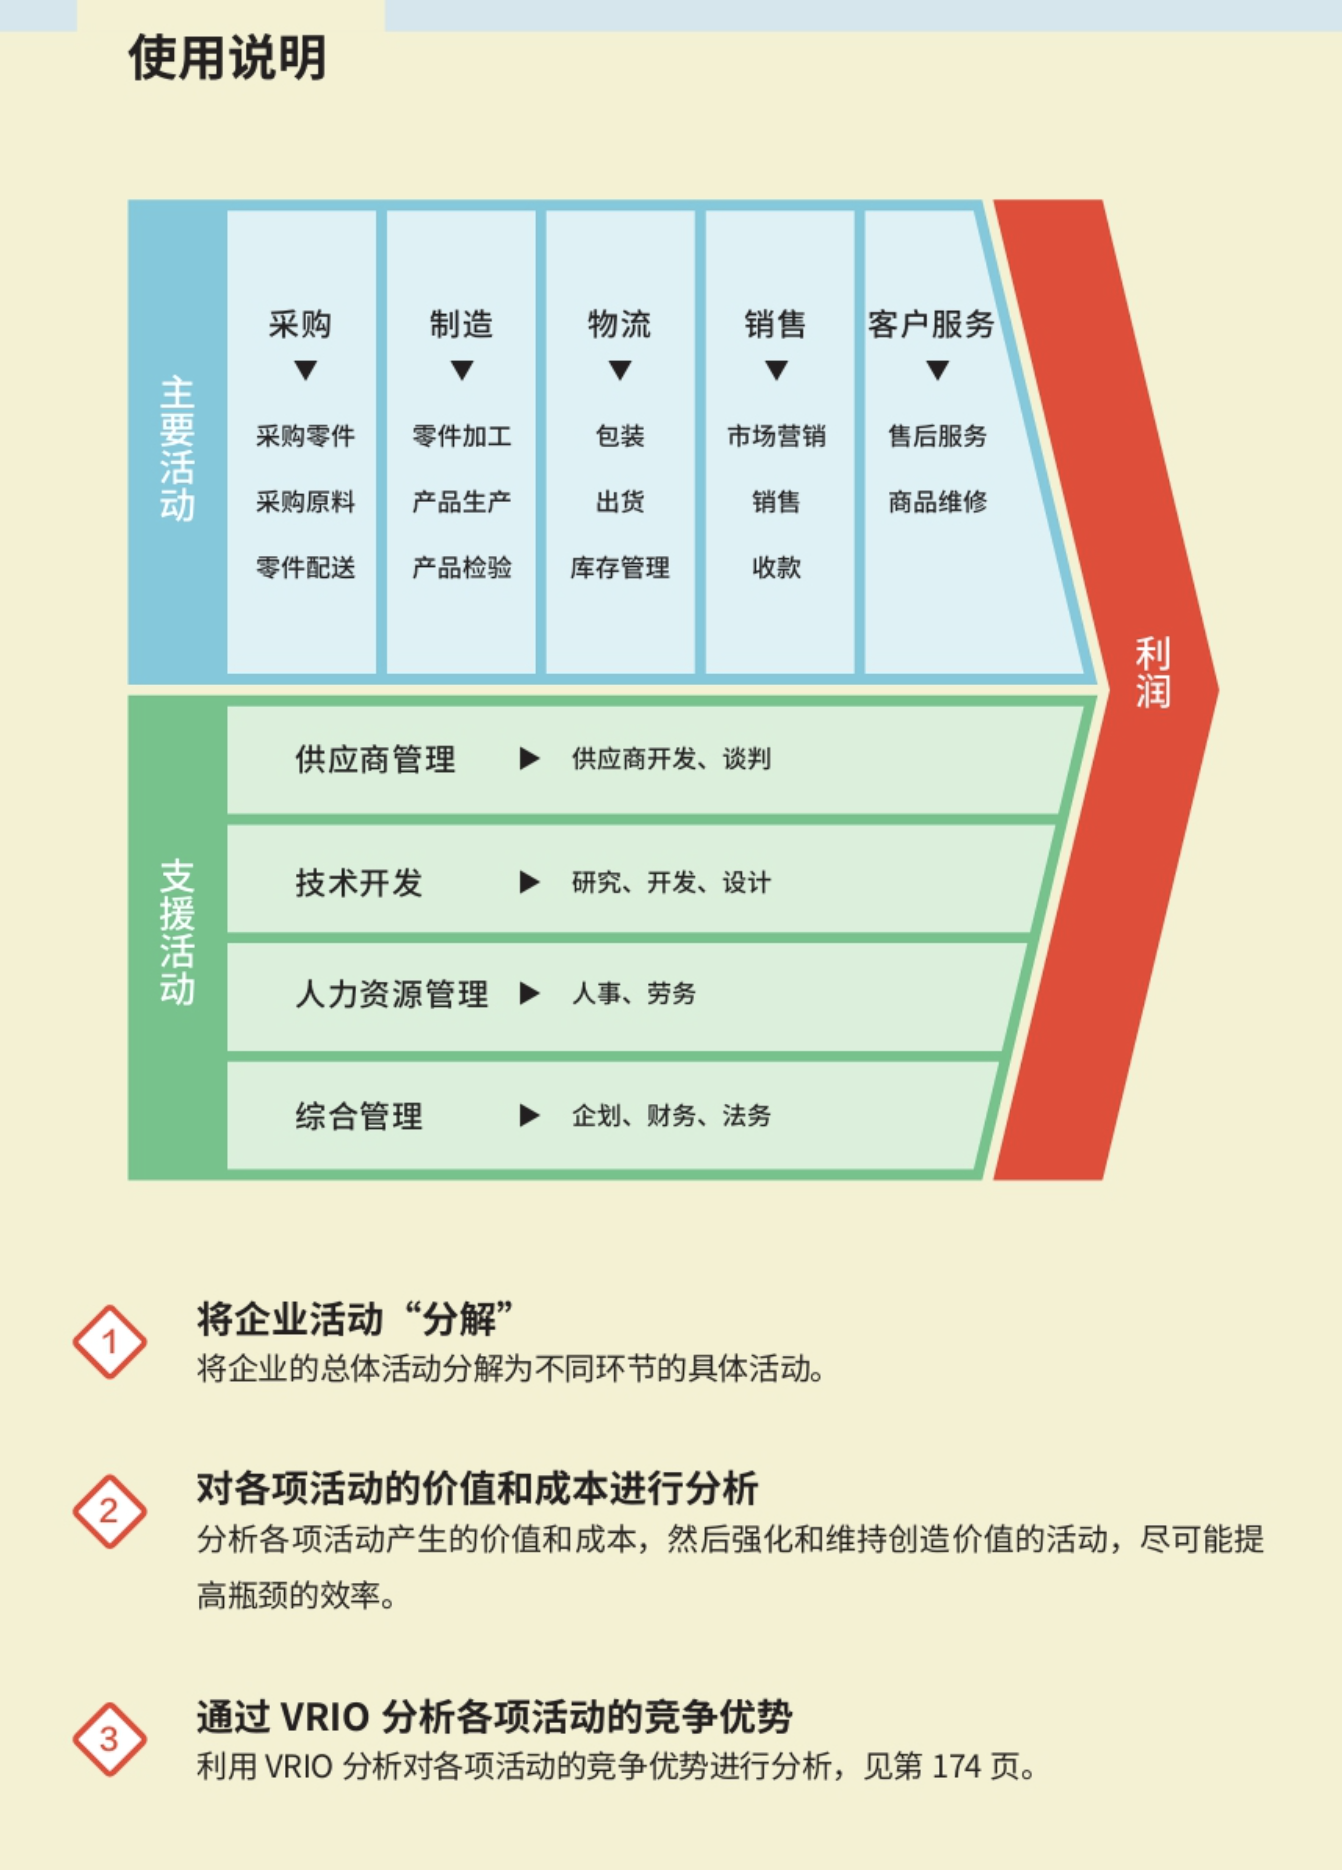 使用说明
主要活动
采购
采购零件
采购原料
零件配送
制造
零件加工
产品生产
产品检验
物流
包装
出货
库存管理
销售
市场营销
销售
收款
客户服务
售后服务
商品维修
利润
支援活动
供应商管理 ▶ 供应商开发、谈判
技术开发 ▶ 研究、开发、设计
人力资源管理 ▶ 人事、劳务
综合管理 ▶ 企划、财务、法务
1 将企业活动“分解”
将企业的总体活动分解为不同环节的具体活动。
2 对各项活动的价值和成本进行分析
分析各项活动产生的价值和成本，然后强化和维持创造价值的活动，尽可能提
高瓶颈的效率。
3 通过 VRIO 分析各项活动的竞争优势
利用 VRIO 分析对各项活动的竞争优势进行分析，见第 174 页。